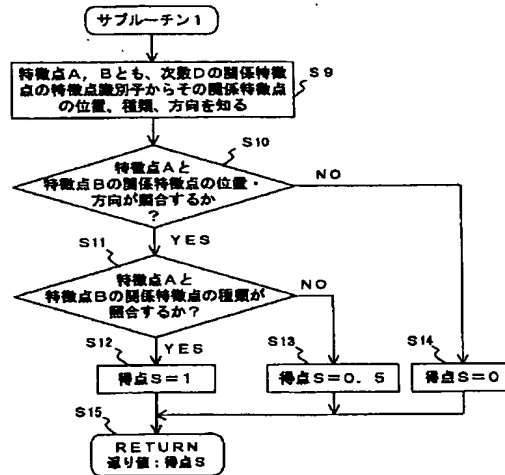 サブルーチン１
特徴点Ａ，Ｂとも、次数Ｄの関係特徴
点の特徴点識別子からその関係特徴点
の位置、種類、方向を知る
Ｓ９
Ｓ１０
特徴点Ａと
特徴点Ｂの関係特徴点の位置・
方向が照合するか
？
ＮＯ
ＹＥＳ
Ｓ１１
特徴点Ａと
特徴点Ｂの関係特徴点の種類が
照合するか？
ＮＯ
ＹＥＳ
Ｓ１２
得点Ｓ＝１
Ｓ１３
得点Ｓ＝０．５
Ｓ１４
得点Ｓ＝０
Ｓ１５
ＲＥＴＵＲＮ
返り値：得点Ｓ